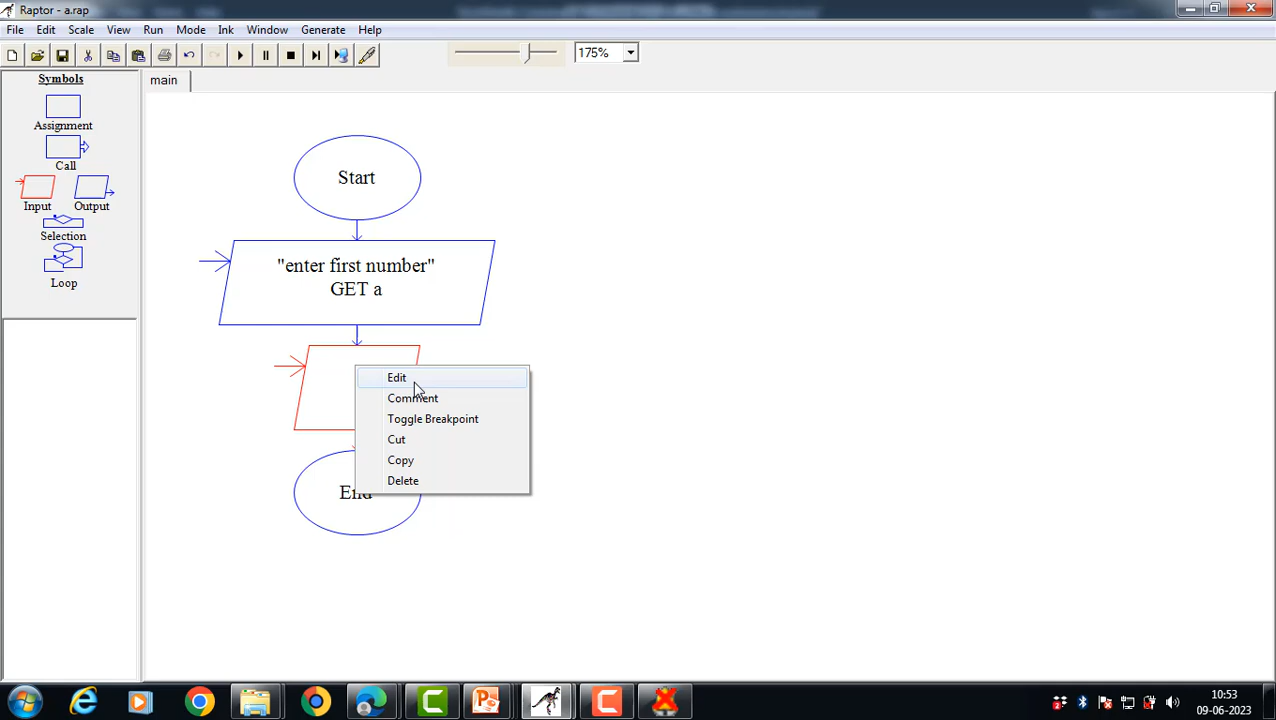 Raptor - a.rap
File Edit Scale View Run Mode Ink Window Generate Help
175%
Symbols
main
Assignment
Call
Input Output
Selection
Loop
Start
"enter first number"
GET a
Edit
Comment
Toggle Breakpoint
Cut
Copy
Delete
End
10:53
09-06-2023